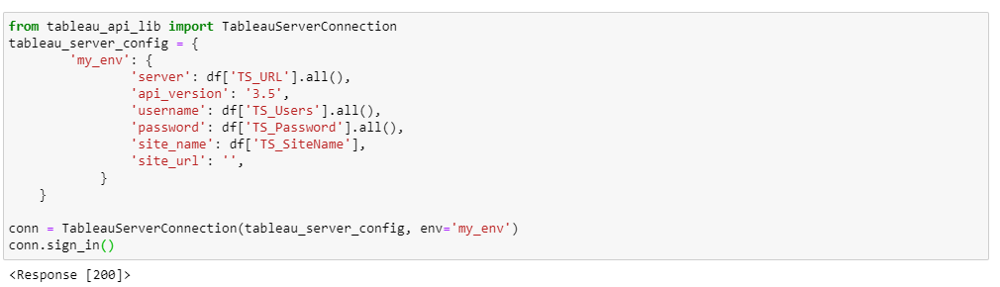 from tableau_api_lib import TableauServerConnection
tableau_server_config = {
        'my_env': {
                'server': df['TS_URL'].all(),
                'api_version': '3.5',
                'username': df['TS_Users'].all(),
                'password': df['TS_Password'].all(),
                'site_name': df['TS_SiteName'],
                'site_url': '',
            }
    }

conn = TableauServerConnection(tableau_server_config, env='my_env')
conn.sign_in()
<Response [200]>